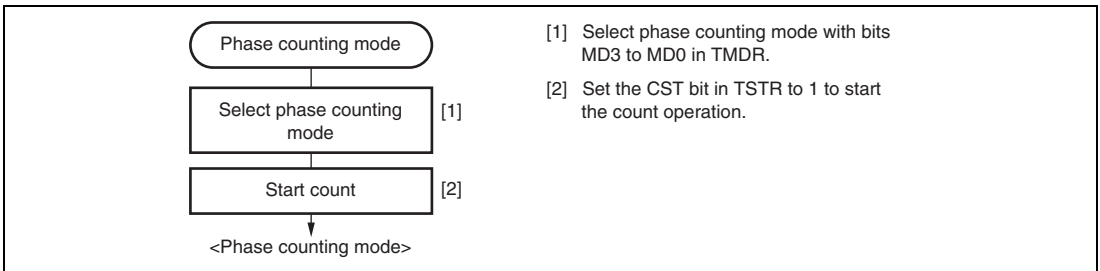 Phase counting mode
Select phase counting
mode
[1]
Start count
[2]
<Phase counting mode>
[1] Select phase counting mode with bits
MD3 to MD0 in TMDR.
[2] Set the CST bit in TSTR to 1 to start
the count operation.